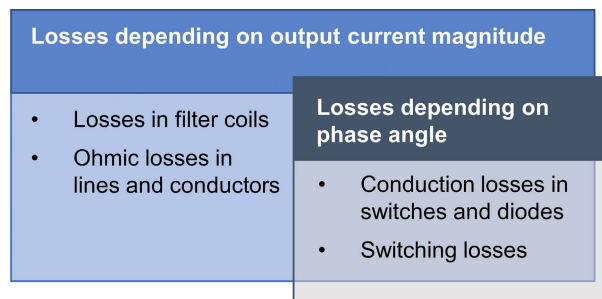 Losses depending on output current magnitude
• Losses in filter coils
• Ohmic losses in
lines and conductors
Losses depending on
phase angle
• Conduction losses in
switches and diodes
• Switching losses